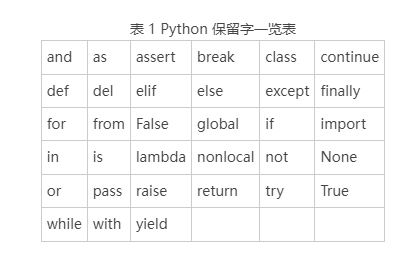 表 1 Python 保留字一览表
and as assert break class continue
def del elif else except finally
for from False global if import
in is lambda nonlocal not None
or pass raise return try True
while with yield